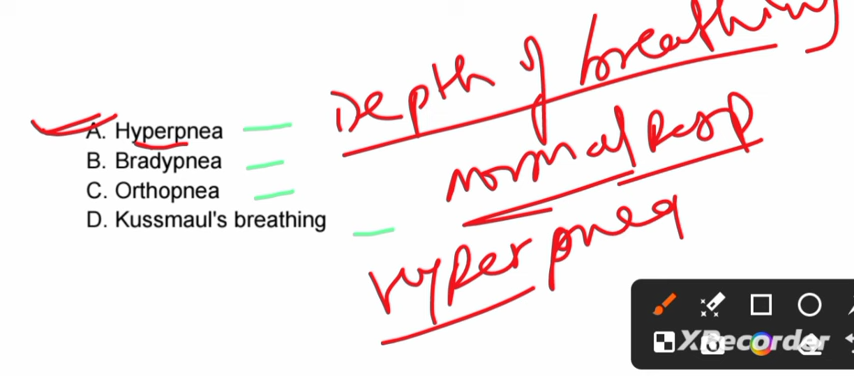 Depth of breathing
A. Hyperpnea
normal Resp
B. Bradypnea
C. Orthopnea
D. Kussmaul's breathing
Hyperpnea
XRecorder